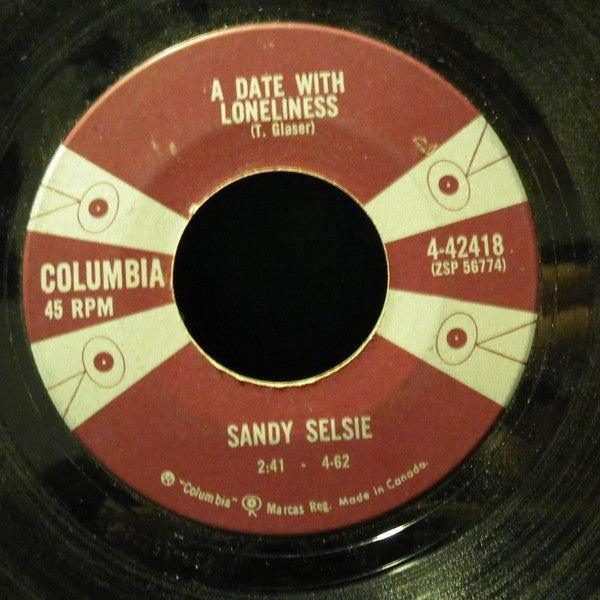 A DATE WITH
LONELINESS
(T. Glaser)
COLUMBIA
45 RPM
4-42418
(ZSP 56774)
SANDY SELSIE
2:41 - 4-62
"Columbia" Marcas Reg. Made in Canada.